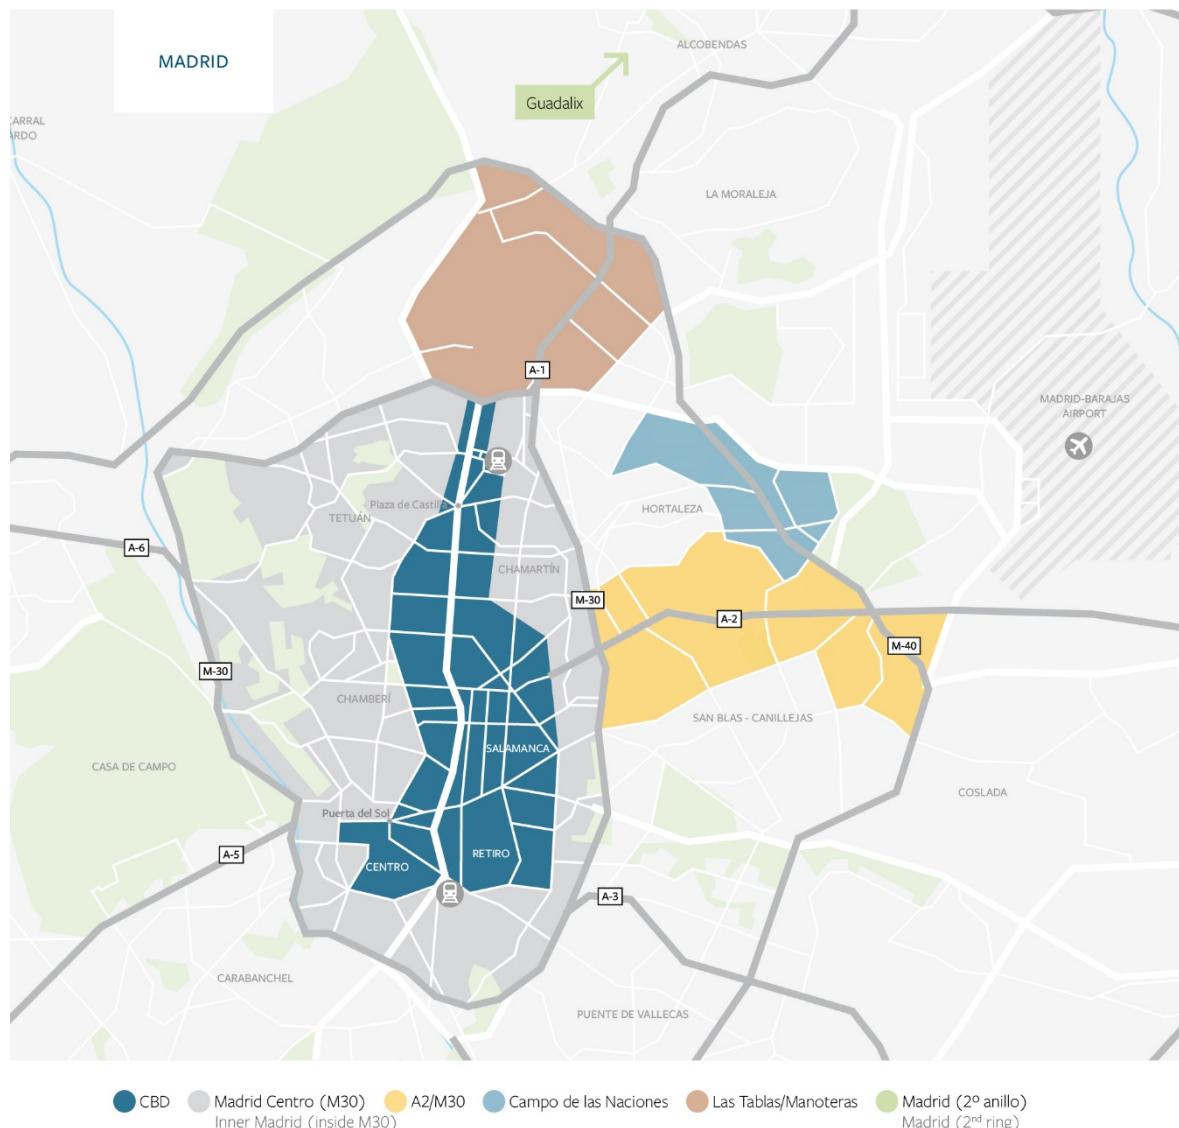 MADRID
ALCOBENDAS
Guadalix
CARRAL
ARDO
LA MORALEJA
A-1
MADRID-BARAJAS
AIRPORT
Plaza de Castilla
TETUÁN
HORTALEZA
A-6
CHAMARTÍN
M-30
A-2
M-40
M-30
CHAMBERÍ
SAN BLAS - CANILLEJAS
SALAMANCA
CASA DE CAMPO
COSLADA
Puerta del Sol
A-5
RETIRO
CENTRO
A-3
CARABANCHEL
PUENTE DE VALLECAS
CBD
Madrid Centro (M30)
Inner Madrid (inside M30)
A2/M30
Campo de las Naciones
Las Tablas/Manoteras
Madrid (2º anillo)
Madrid (2nd ring)